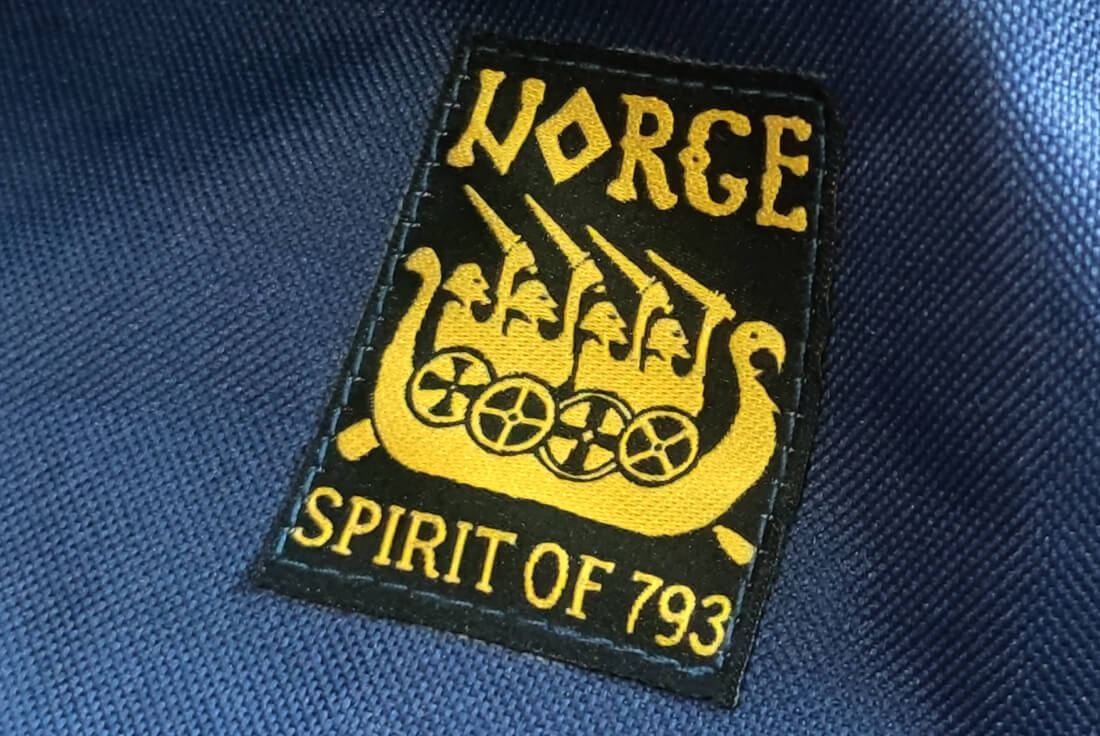 NORGE
SPIRIT OF 793